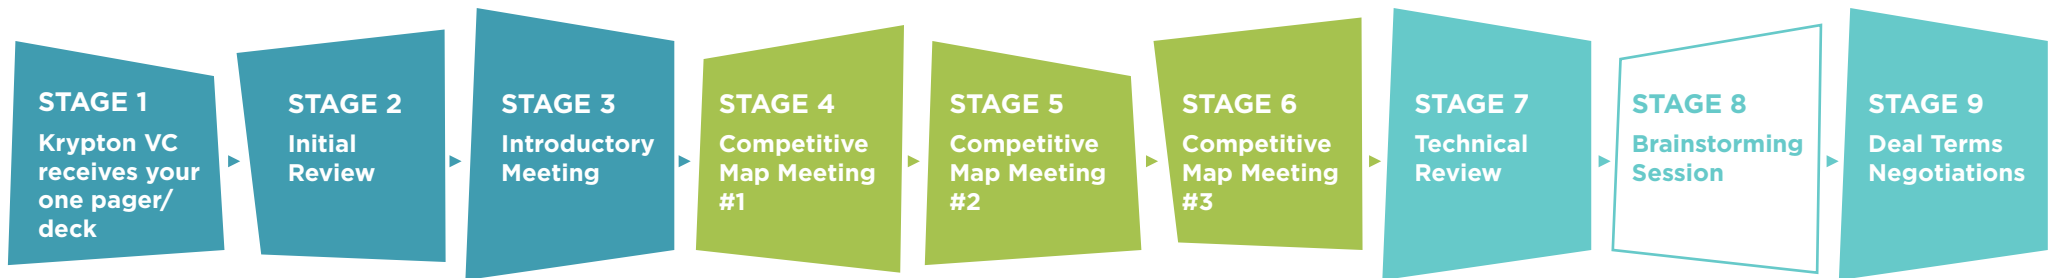 STAGE 1
Krypton VC
receives your
one pager/
deck
STAGE 2
Initial
Review
STAGE 3
Introductory
Meeting
STAGE 4
Competitive
Map Meeting
#1
STAGE 5
Competitive
Map Meeting
#2
STAGE 6
Competitive
Map Meeting
#3
STAGE 7
Technical
Review
STAGE 8
Brainstorming
Session
STAGE 9
Deal Terms
Negotiations